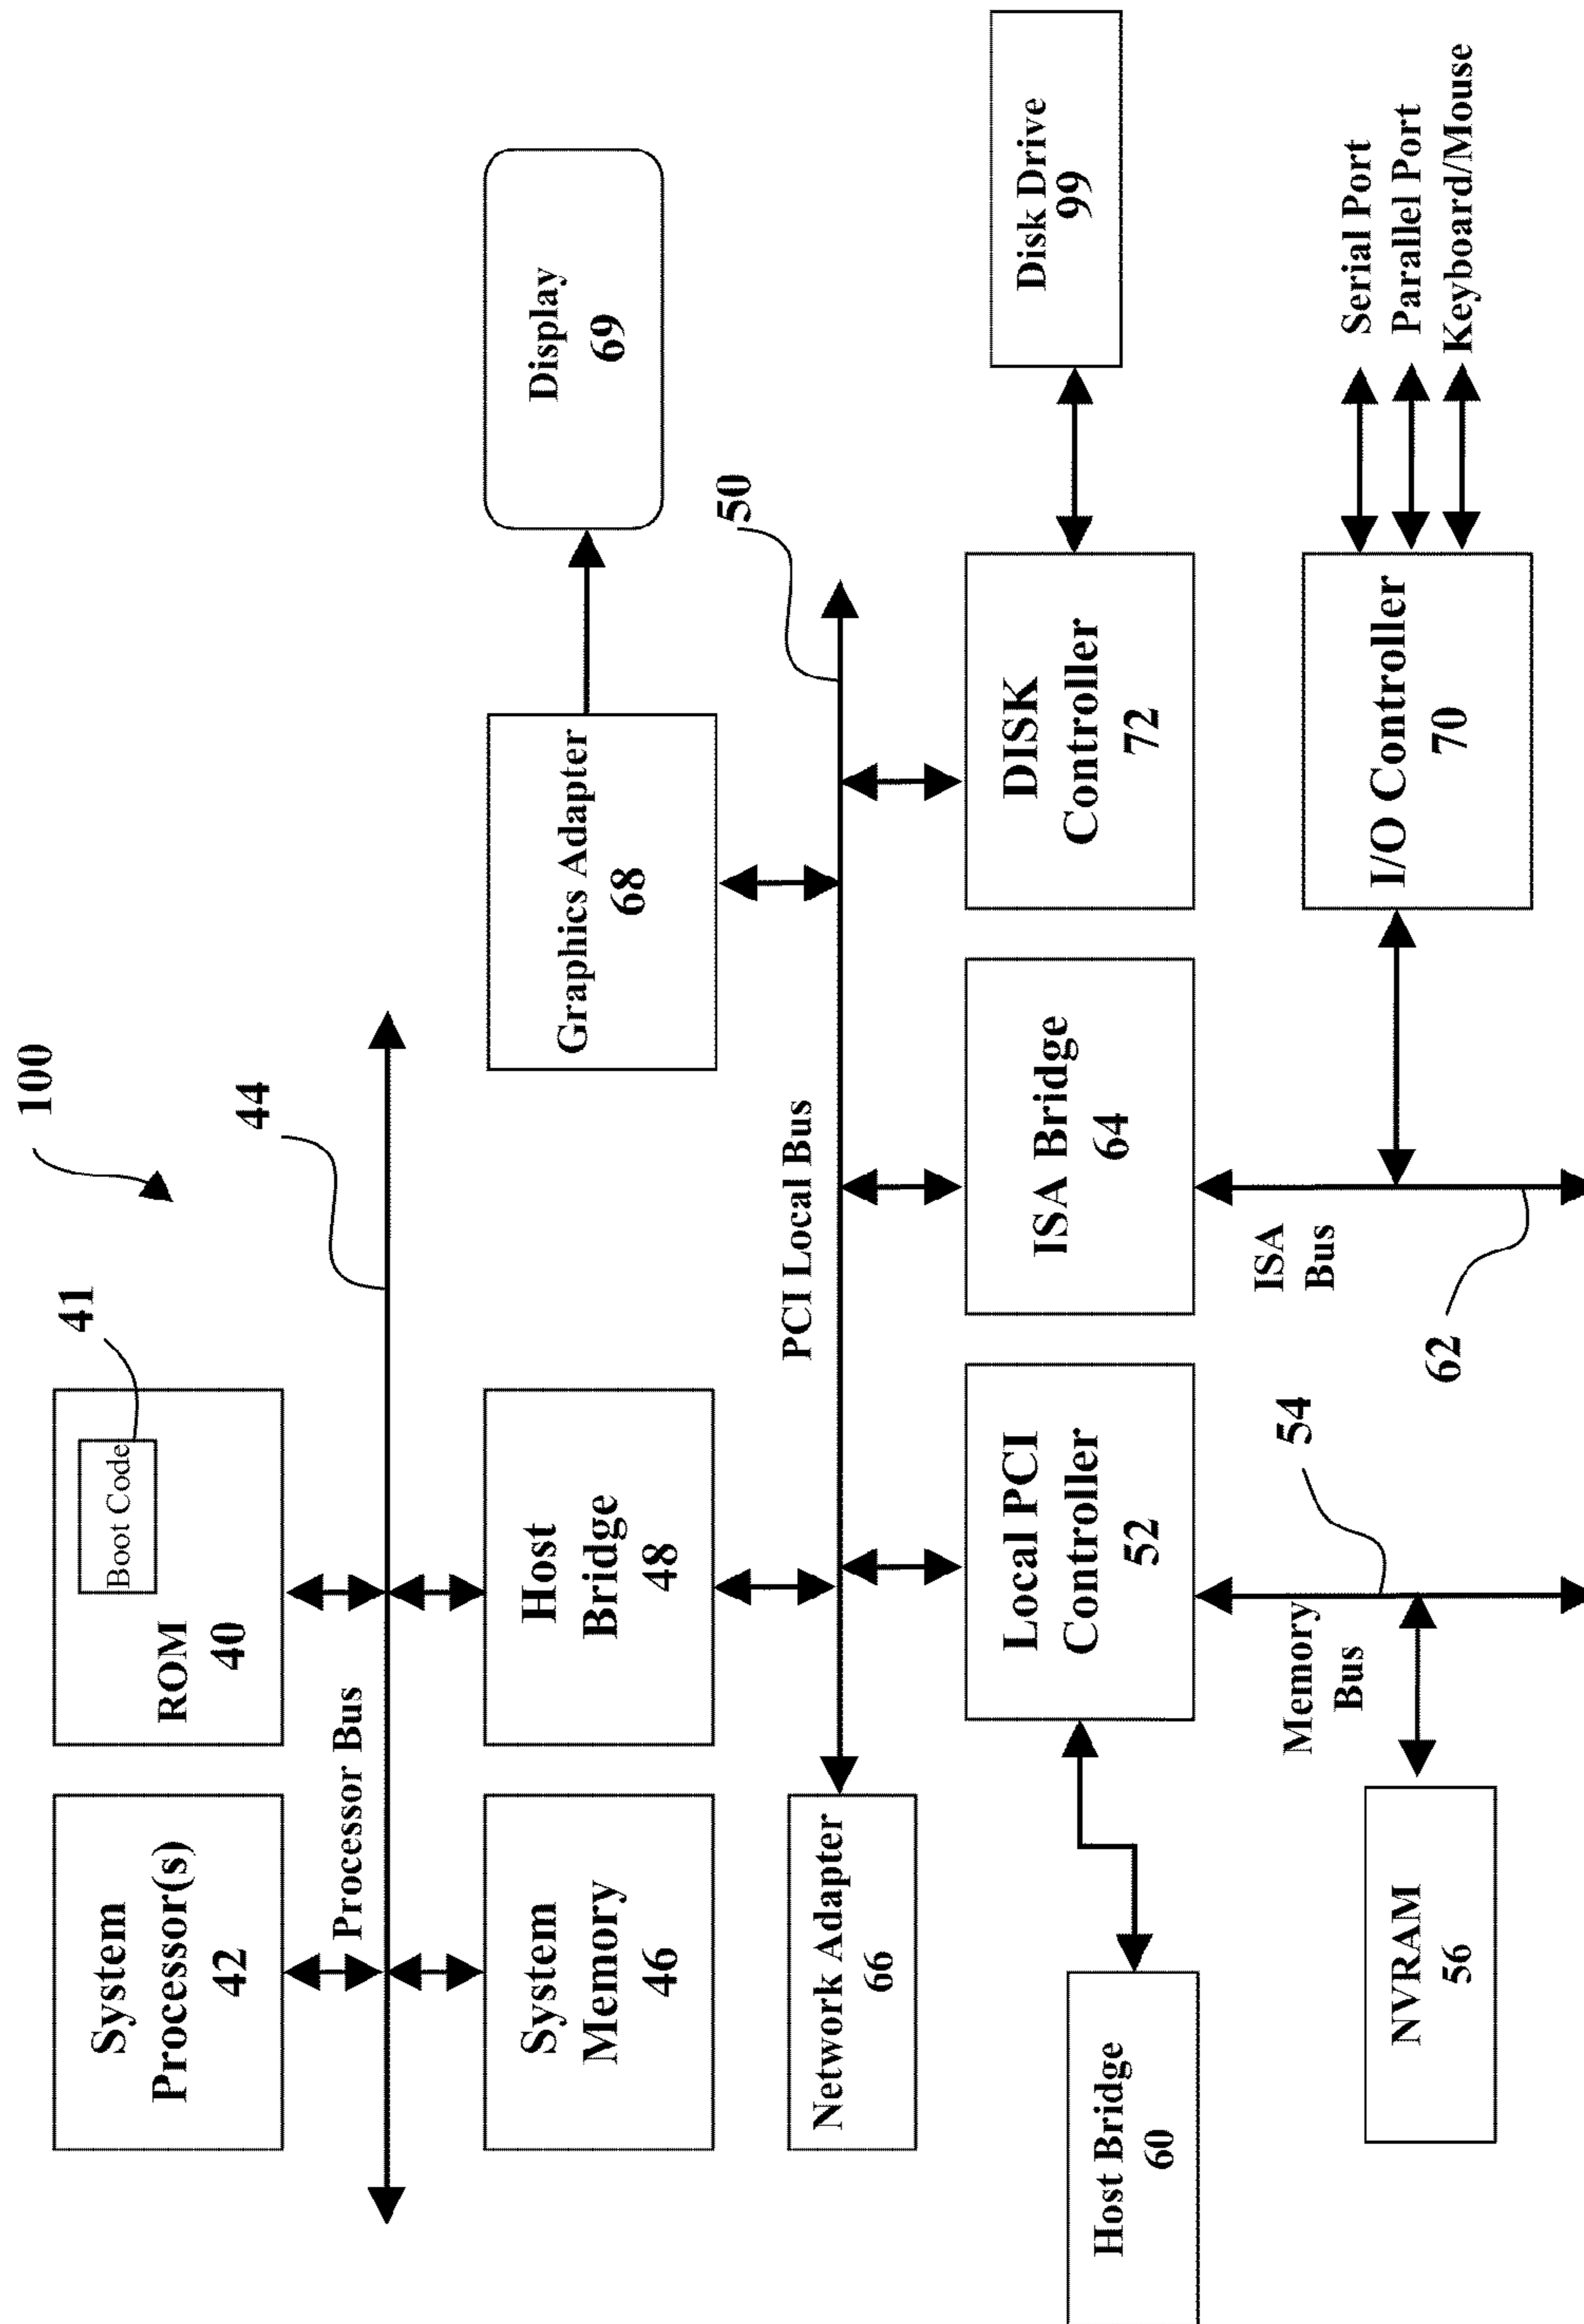 100
System
Processor(s)
42
ROM
40
Boot Code
41
44
Processor Bus
System
Memory
46
Host
Bridge
48
Graphics Adapter
68
Display
69
50
PCI Local Bus
Network Adapter
66
Local PCI
Controller
52
ISA Bridge
64
DISK
Controller
72
Disk Drive
99
Host Bridge
60
Memory
Bus
54
ISA
Bus
62
NVRAM
56
I/O Controller
70
Serial Port
Parallel Port
Keyboard/Mouse